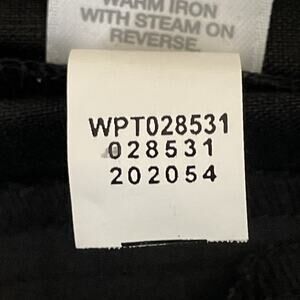 WARM IRON
WITH STEAM ON
REVERSE.
WPT028531
028531
202054